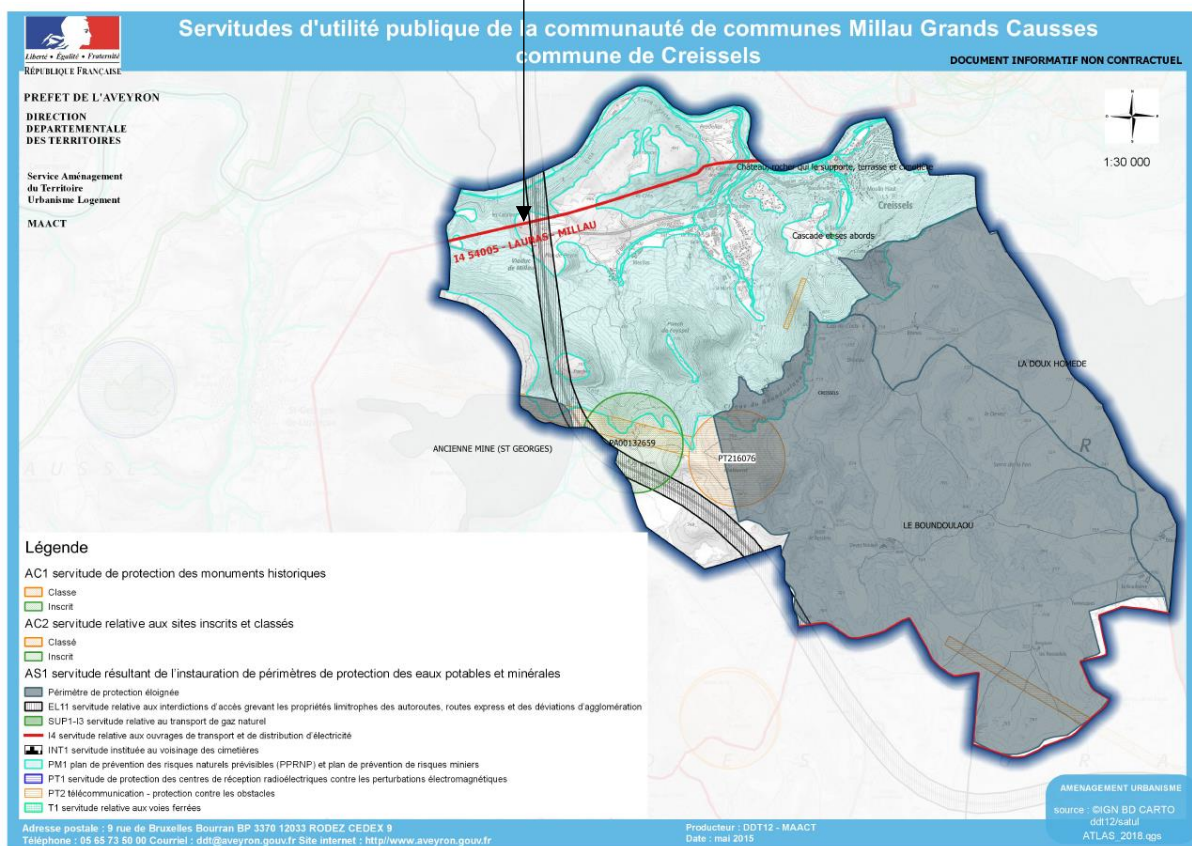 Servitudes d'utilité publique de la communauté de communes Millau Grands Causses
commune de Creissels
DOCUMENT INFORMATIF NON CONTRACTUEL
Liberté • Égalité • Fraternité
RÉPUBLIQUE FRANÇAISE
PREFET DE L'AVEYRON
DIRECTION
DEPARTEMENTALE
DES TERRITOIRES
Service Aménagement
du Territoire
Urbanisme Logement
MAACT
1:30 000
Château, rocher qui le supporte, terrasse et
Creissels
Cascade et ses abords
I4 54005 - LAURAS - MILLAU
Viaduc
de Millau
LA DOUX HOMEDE
CREISSELS
ANCIENNE MINE (ST GEORGES)
PA00132659
PT216076
LE BOUNDOULAOU
Légende
AC1 servitude de protection des monuments historiques
Classe
Inscrit
AC2 servitude relative aux sites inscrits et classés
Classé
Inscrit
AS1 servitude résultant de l'instauration de périmètres de protection des eaux potables et minérales
Périmètre de protection éloignée
EL11 servitude relative aux interdictions d'accès grevant les propriétés limitrophes des autoroutes, routes express et des déviations d'agglomération
SUP1-I3 servitude relative au transport de gaz naturel
I4 servitude relative aux ouvrages de transport et de distribution d'électricité
INT1 servitude instituée au voisinage des cimetières
PM1 plan de prévention des risques naturels prévisibles (PPRNP) et plan de prévention de risques miniers
PT1 servitude de protection des centres de réception radioélectriques contre les perturbations électromagnétiques
PT2 télécommunication - protection contre les obstacles
T1 servitude relative aux voies ferrées
AMENAGEMENT URBANISME
source : ©IGN BD CARTO
ddt12/satul
ATLAS_2018.qgs
Adresse postale : 9 rue de Bruxelles Bourran BP 3370 12033 RODEZ CEDEX 9
Téléphone : 05 65 73 50 00 Courriel : ddt@aveyron.gouv.fr Site internet : http//www.aveyron.gouv.fr
Producteur : DDT12 - MAACT
Date : mai 2015